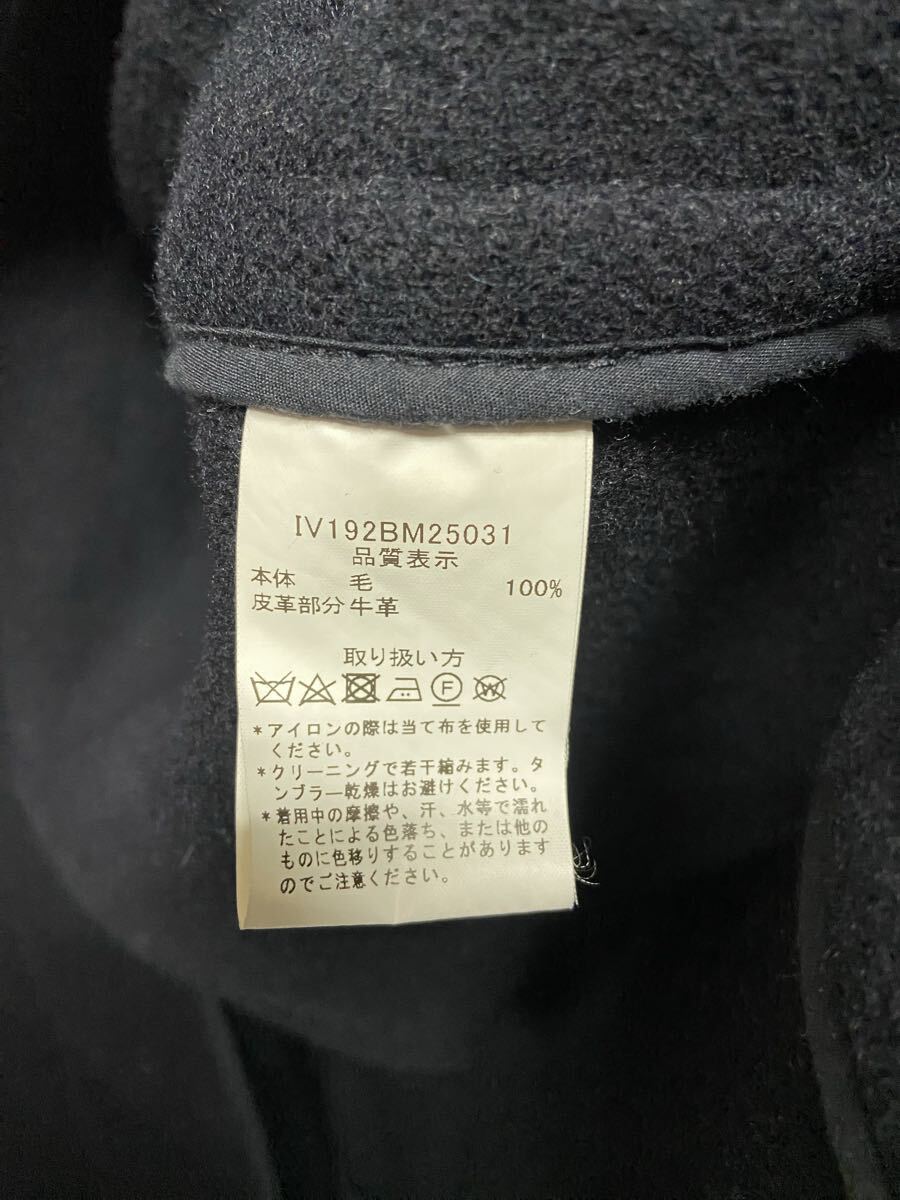 IV192BM25031
品質表示
本体 毛 100%
皮革部分 牛革
取り扱い方
F W
*アイロンの際は当て布を使用して
ください。
*クリーニングで若干縮みます。タ
ンブラー乾燥はお避けください。
*着用中の摩擦や、汗、水等で濡れ
たことによる色落ち、または他の
ものに色移りすることがあります
のでご注意ください。